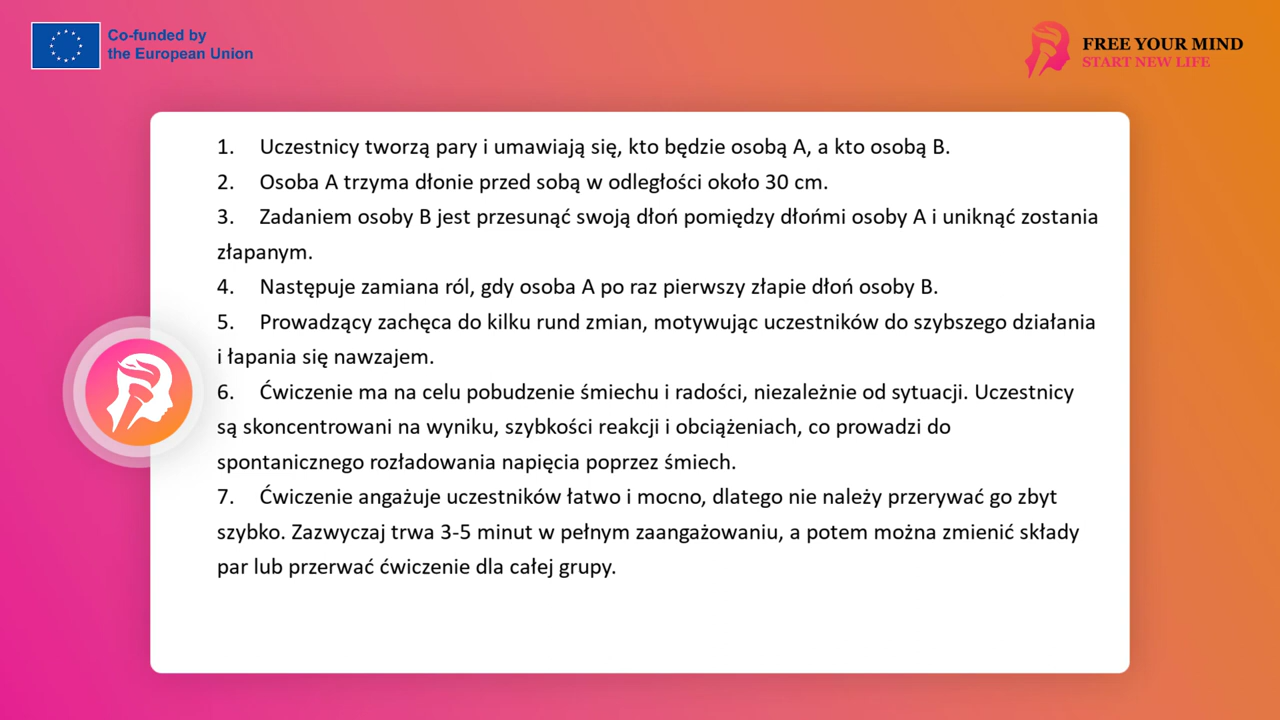 Co-funded by
the European Union
FREE YOUR MIND
START NEW LIFE
1. Uczestnicy tworzą pary i umawiają się, kto będzie osobą A, a kto osobą B.
2. Osoba A trzyma dłonie przed sobą w odległości około 30 cm.
3. Zadaniem osoby B jest przesunąć swoją dłoń pomiędzy dłońmi osoby A i uniknąć zostania
złapanym.
4. Następuje zamiana ról, gdy osoba A po raz pierwszy złapie dłoń osoby B.
5. Prowadzący zachęca do kilku rund zmian, motywując uczestników do szybszego działania
i łapania się nawzajem.
6. Ćwiczenie ma na celu pobudzenie śmiechu i radości, niezależnie od sytuacji. Uczestnicy
są skoncentrowani na wyniku, szybkości reakcji i obciążeniach, co prowadzi do
spontanicznego rozładowania napięcia poprzez śmiech.
7. Ćwiczenie angażuje uczestników łatwo i mocno, dlatego nie należy przerywać go zbyt
szybko. Zazwyczaj trwa 3-5 minut w pełnym zaangażowaniu, a potem można zmienić składy
par lub przerwać ćwiczenie dla całej grupy.